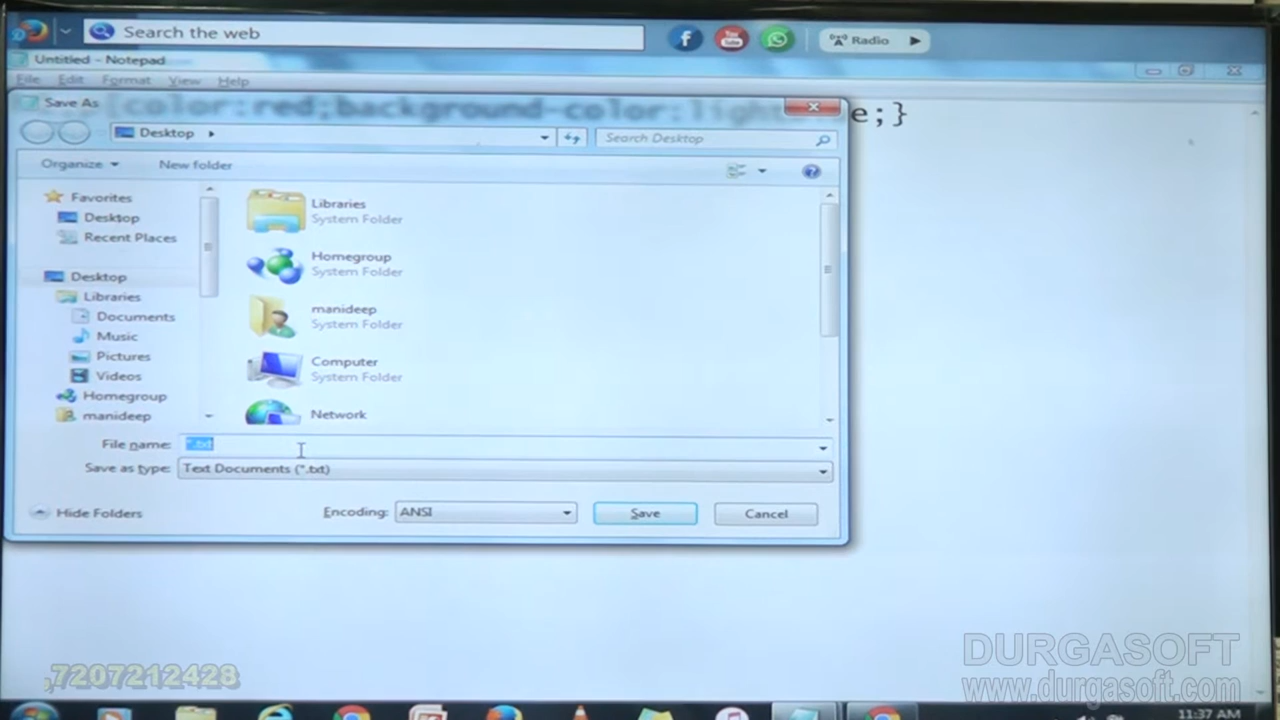 Search the web
Radio
Untitled - Notepad
File Edit Format View Help
Save As
{color:red;background-color:light
e;}
Desktop
Search Desktop
Organize
New folder
Favorites
Desktop
Recent Places
Desktop
Libraries
Documents
Music
Pictures
Videos
Homegroup
manideep
Libraries
System Folder
Homegroup
System Folder
manideep
System Folder
Computer
System Folder
Network
File name: *.txt
Save as type: Text Documents (*.txt)
Hide Folders
Encoding: ANSI
Save
Cancel
,7207212428
DURGASOFT
www.durgasoft.com
11:37 AM